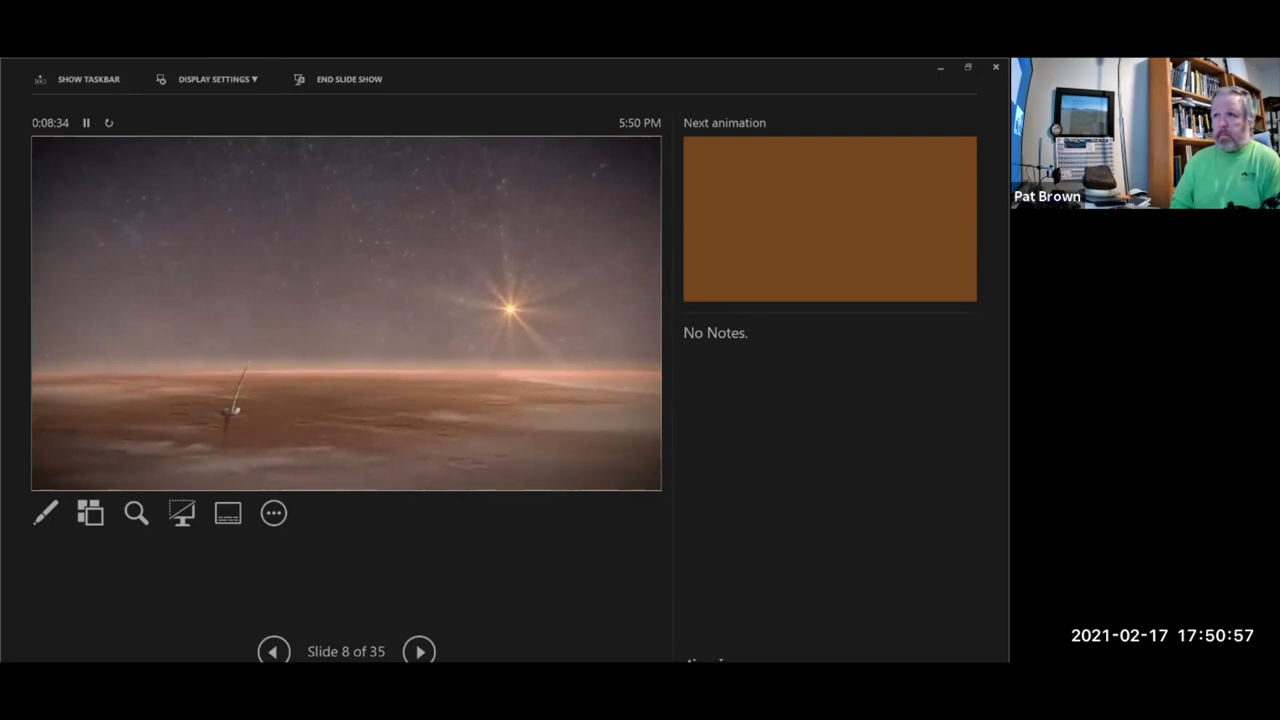 SHOW TASKBAR
DISPLAY SETTINGS ▼
END SLIDE SHOW
0:08:34
5:50 PM
Next animation
Pat Brown
No Notes.
Slide 8 of 35
2021-02-17 17:50:57